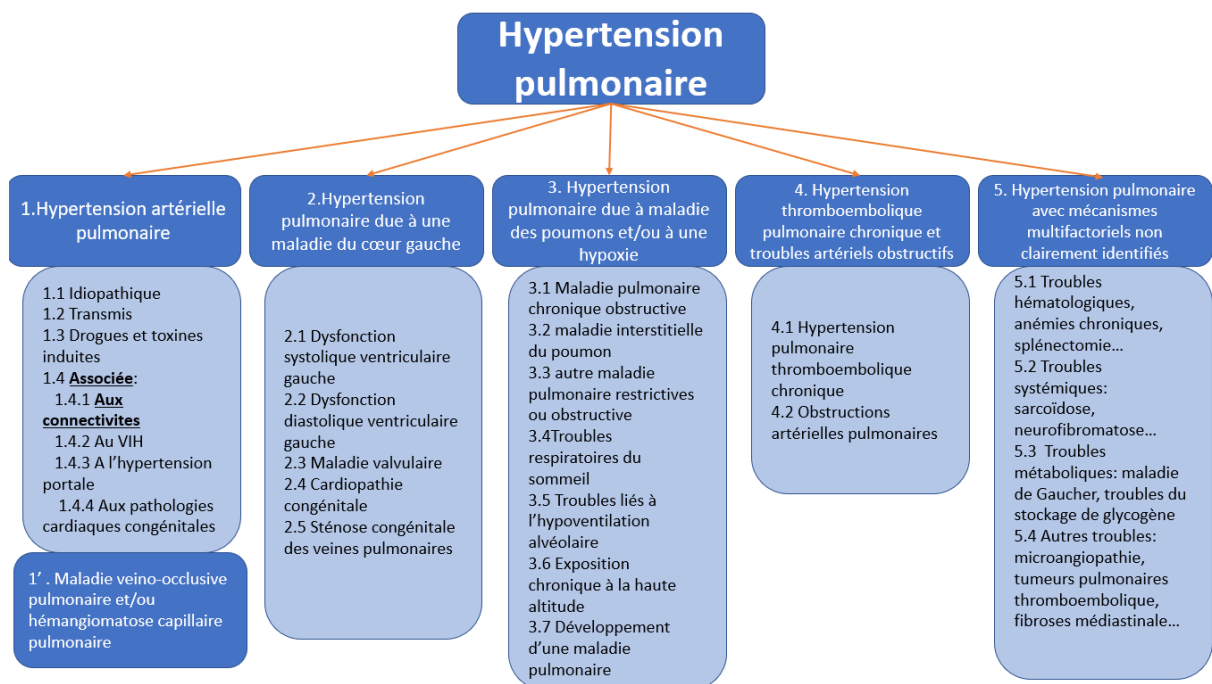 Hypertension
pulmonaire
1.Hypertension artérielle
pulmonaire
1.1 Idiopathique
1.2 Transmis
1.3 Drogues et toxines
induites
1.4 Associée:
1.4.1 Aux
connectivites
1.4.2 Au VIH
1.4.3 A l’hypertension
portale
1.4.4 Aux pathologies
cardiaques congénitales
1’ . Maladie veino-occlusive
pulmonaire et/ou
hémangiomatose capillaire
pulmonaire
2.Hypertension
pulmonaire due à une
maladie du cœur gauche
2.1 Dysfonction
systolique ventriculaire
gauche
2.2 Dysfonction
diastolique ventriculaire
gauche
2.3 Maladie valvulaire
2.4 Cardiopathie
congénitale
2.5 Sténose congénitale
des veines pulmonaires
3. Hypertension
pulmonaire due à maladie
des poumons et/ou à une
hypoxie
3.1 Maladie pulmonaire
chronique obstructive
3.2 maladie interstitielle
du poumon
3.3 autre maladie
pulmonaire restrictives
ou obstructive
3.4Troubles
respiratoires du
sommeil
3.5 Troubles liés à
l’hypoventilation
alvéolaire
3.6 Exposition
chronique à la haute
altitude
3.7 Développement
d’une maladie
pulmonaire
4. Hypertension
thromboembolique
pulmonaire chronique et
troubles artériels obstructifs
4.1 Hypertension
pulmonaire
thromboembolique
chronique
4.2 Obstructions
artérielles pulmonaires
5. Hypertension pulmonaire
avec mécanismes
multifactoriels non
clairement identifiés
5.1 Troubles
hématologiques,
anémies chroniques,
splénectomie…
5.2 Troubles
systémiques:
sarcoïdose,
neurofibromatose…
5.3 Troubles
métaboliques: maladie
de Gaucher, troubles du
stockage de glycogène
5.4 Autres troubles:
microangiopathie,
tumeurs pulmonaires
thromboembolique,
fibroses médiastinale…